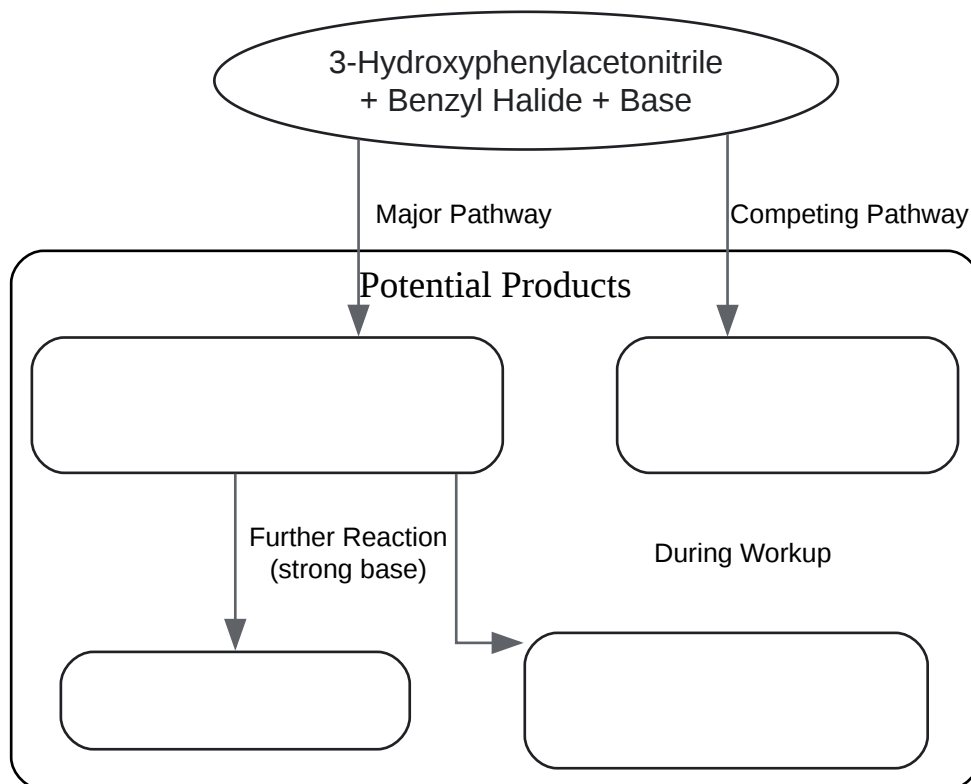 3-Hydroxyphenylacetonitrile
+ Benzyl Halide + Base
Major Pathway
Competing Pathway
Potential Products
Further Reaction
(strong base)
During Workup